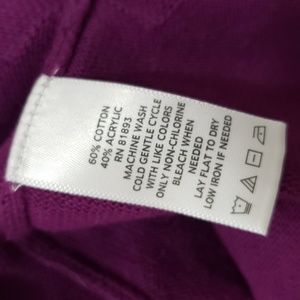 60% COTTON
40% ACRYLIC
RN 81893
MACHINE WASH
COLD GENTLE CYCLE
WITH LIKE COLORS
ONLY NON-CHLORINE
BLEACH WHEN
NEEDED
LAY FLAT TO DRY
LOW IRON IF NEEDED